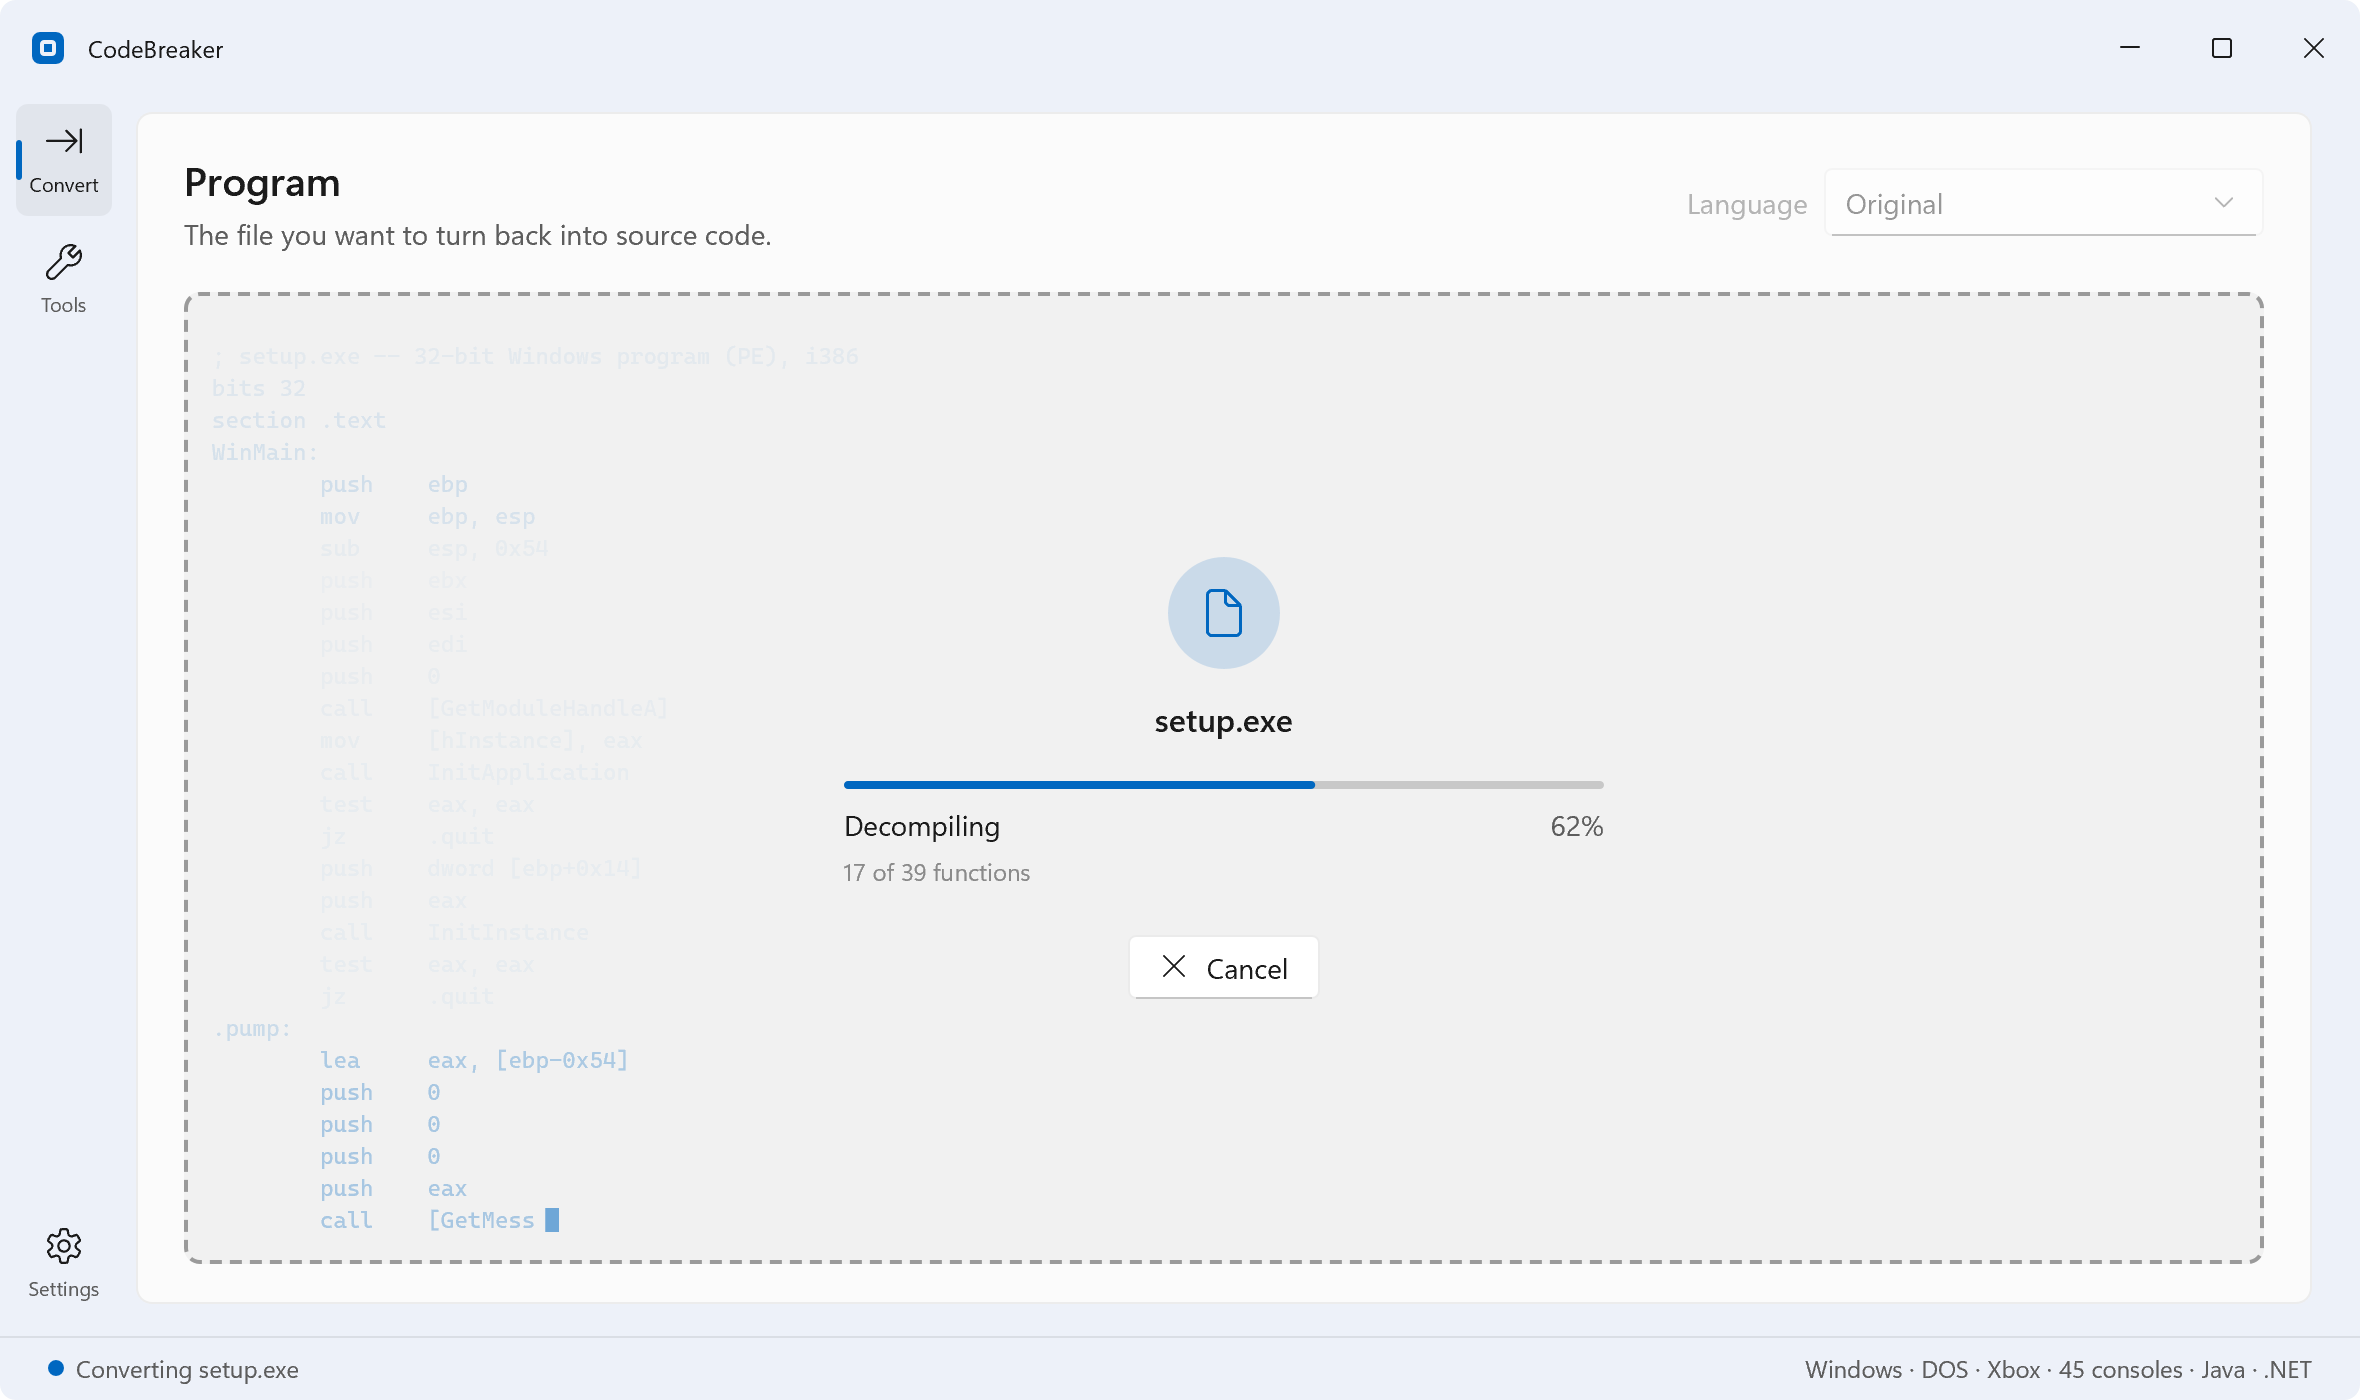 CodeBreaker
Convert
Tools
Settings
Program
The file you want to turn back into source code.
Language
Original
; setup.exe -- 32-bit Windows program (PE), i386
bits 32
section .text
WinMain:
push ebp
mov ebp, esp
sub esp, 0x54
push ebx
push esi
push edi
push 0
call [GetModuleHandleA]
mov [hInstance], eax
call InitApplication
test eax, eax
jz .quit
push dword [ebp+0x14]
push eax
call InitInstance
test eax, eax
jz .quit
.pump:
lea eax, [ebp-0x54]
push 0
push 0
push 0
push eax
call [GetMess
setup.exe
Decompiling 62%
17 of 39 functions
Cancel
Converting setup.exe
Windows · DOS · Xbox · 45 consoles · Java · .NET